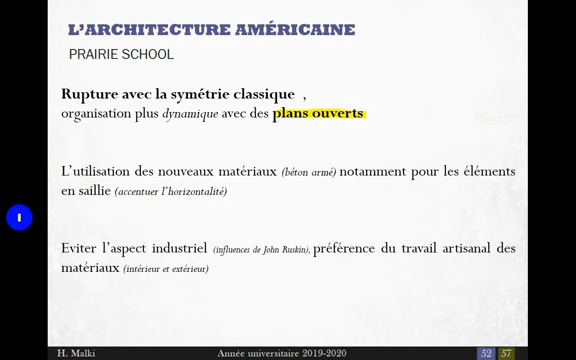 L'ARCHITECTURE AMÉRICAINE
PRAIRIE SCHOOL
Rupture avec la symétrie classique ,
organisation plus dynamique avec des plans ouverts
L'utilisation des nouveaux matériaux (béton armé) notamment pour les éléments
en saillie (accentuer l'horizontalité)
Eviter l'aspect industriel (influences de John Ruskin), préférence du travail artisanal des
matériaux (intérieur et extérieur)
H. Malki Année universitaire 2019-2020 52 57